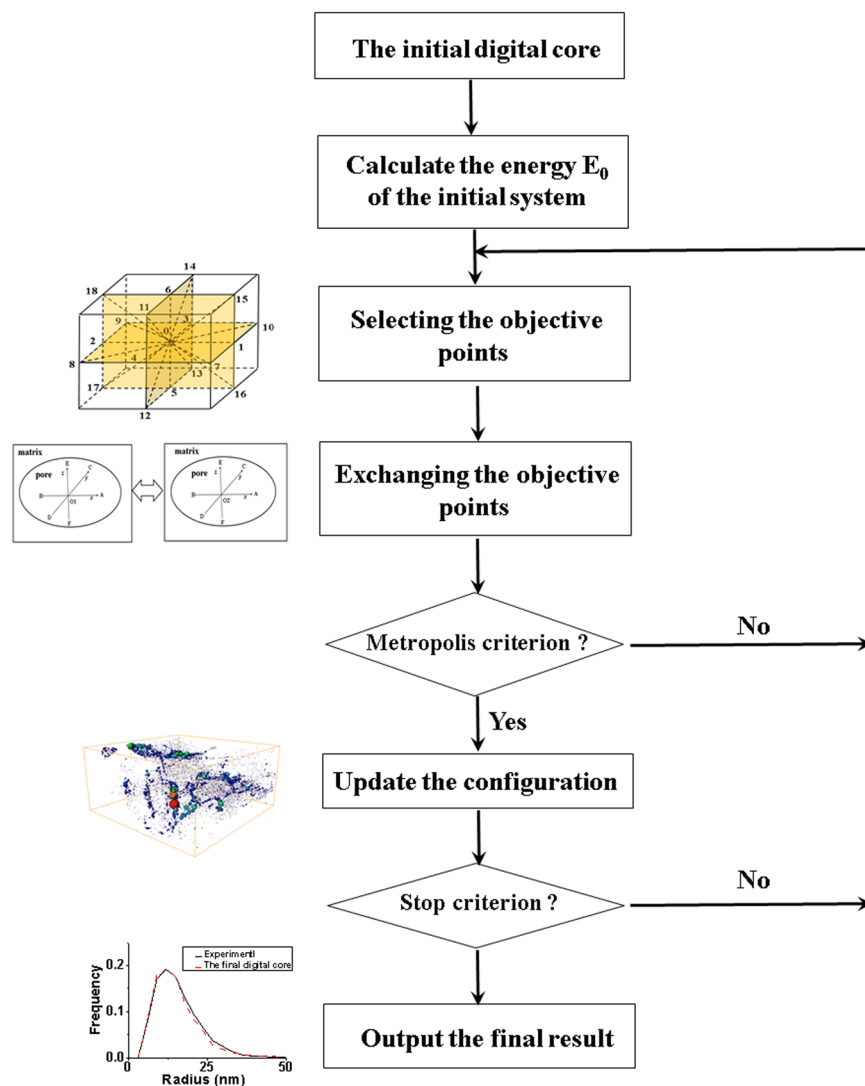 The initial digital core
Calculate the energy E₀
of the initial system
14
18
6
15
11
3
9
10
0
2
1
8
4
7
13
17
5
16
12
Selecting the objective
points
matrix
pore
E
C
z
y
B
A
O1
x
D
F
matrix
pore
E
C
z
y
B
A
O2
x
D
F
Exchanging the objective
points
Metropolis criterion ?
No
Yes
Update the configuration
Stop criterion ?
No
Experimentl
The final digital core
Frequency
0.2
0.1
0.0
0
25
50
Radius (nm)
Output the final result